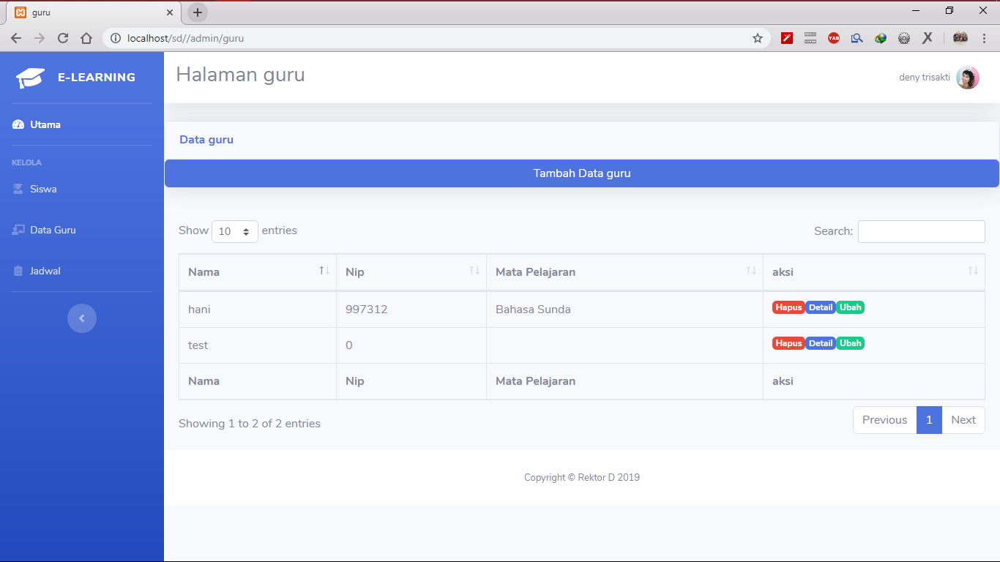 guru
localhost/sd//admin/guru
YAB
E-LEARNING
Halaman guru
deny trisakti
Utama
KELOLA
Siswa
Data Guru
Jadwal
Data guru
Tambah Data guru
Show 10 entries
Search:
Nama Nip Mata Pelajaran aksi
hani 997312 Bahasa Sunda Hapus Detail Ubah
test 0 Hapus Detail Ubah
Nama Nip Mata Pelajaran aksi
Showing 1 to 2 of 2 entries
Previous 1 Next
Copyright © Rektor D 2019